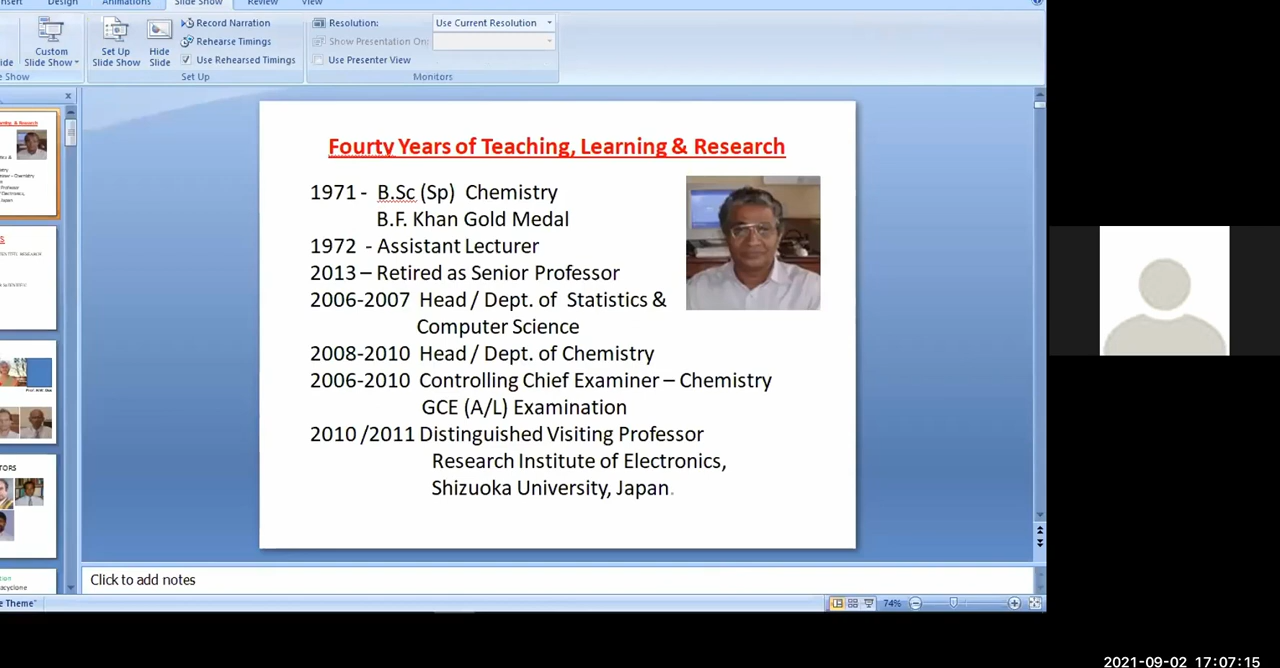 nsert Design Animations Slide Show Review View
Record Narration
Resolution:
Use Current Resolution
Rehearse Timings
Show Presentation On:
Custom
Slide Show
Set Up
Slide Show
Hide
Slide
Use Rehearsed Timings
Use Presenter View
Show
Set Up
Monitors
Fourty Years of Teaching, Learning & Research
1971 - B.Sc (Sp) Chemistry
B.F. Khan Gold Medal
1972 - Assistant Lecturer
2013 – Retired as Senior Professor
2006-2007 Head / Dept. of Statistics &
Computer Science
2008-2010 Head / Dept. of Chemistry
2006-2010 Controlling Chief Examiner – Chemistry
GCE (A/L) Examination
2010 /2011 Distinguished Visiting Professor
Research Institute of Electronics,
Shizuoka University, Japan.
Click to add notes
e Theme"
74%
2021-09-02 17:07:15